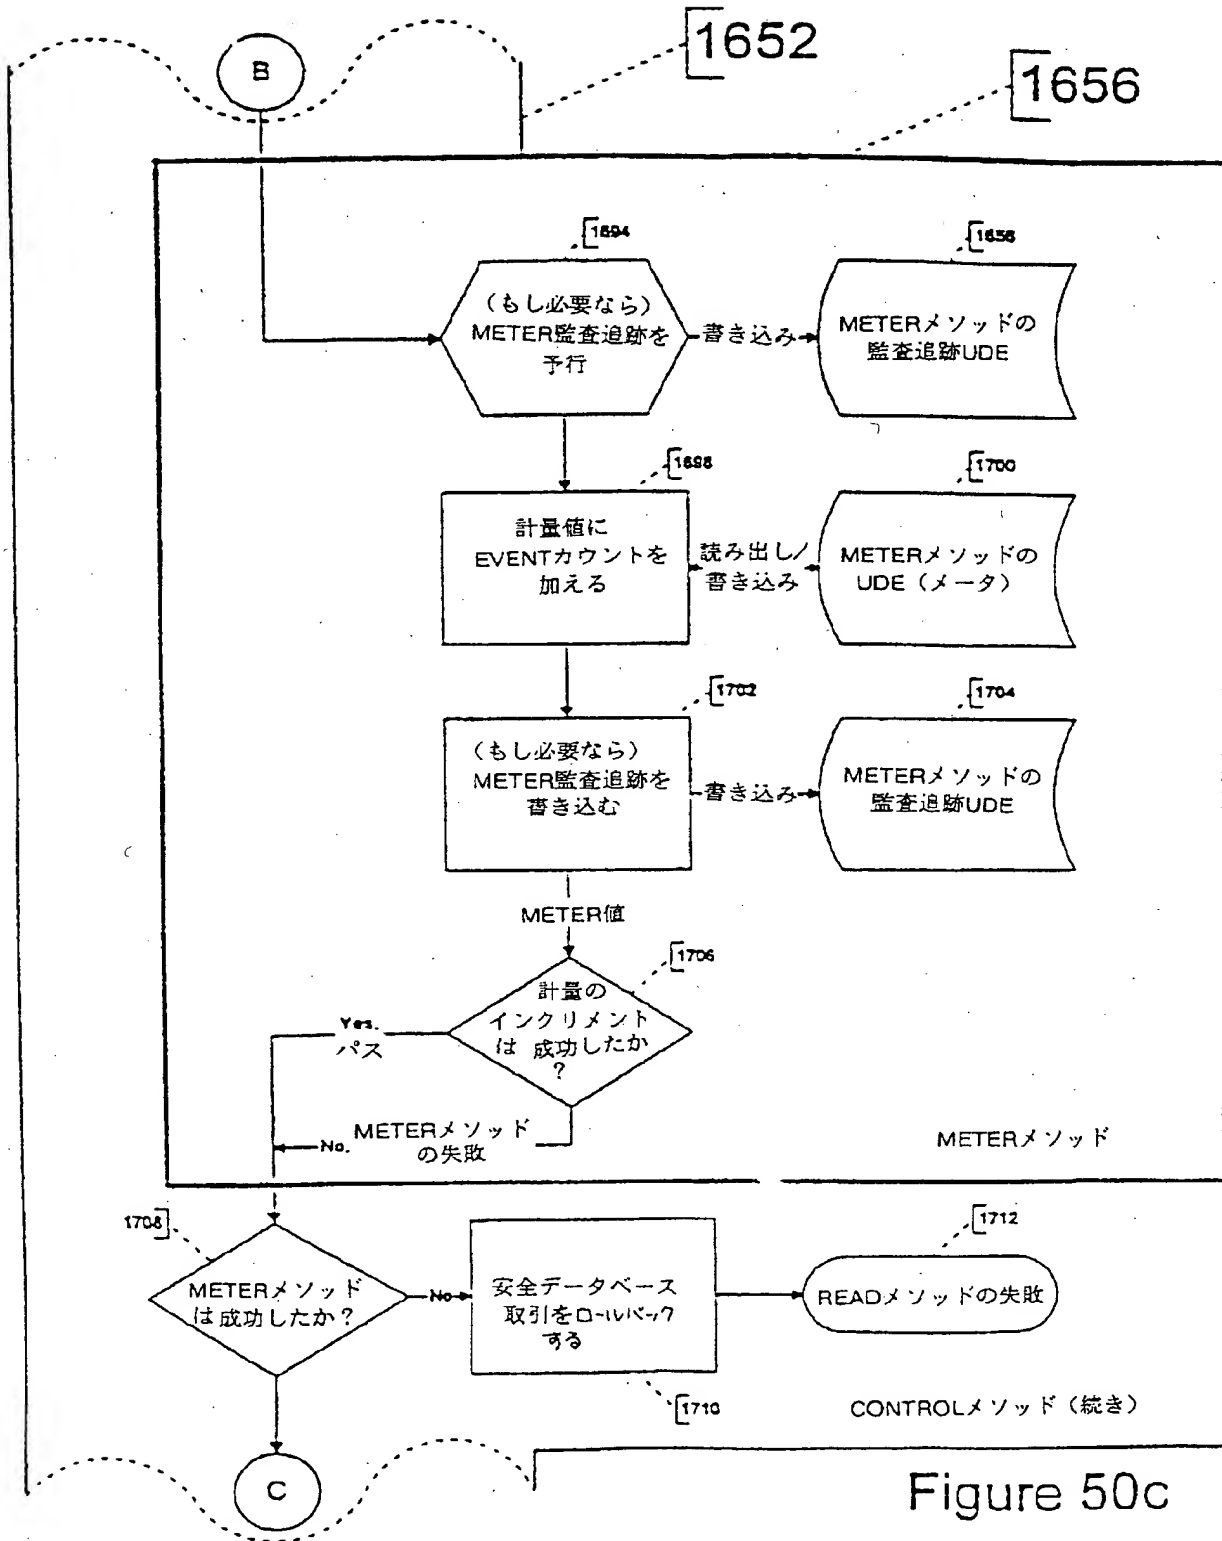 B
1652
1656
1694
(もし必要なら)
METER監査追跡を
予行
書き込み
METERメソッドの
監査追跡UDE
1698
計量値に
EVENTカウントを
加える
読み出し/
書き込み
1700
METERメソッドの
UDE(メータ)
1702
(もし必要なら)
METER監査追跡を
書き込む
書き込み
1704
METERメソッドの
監査追跡UDE
METER値
1706
計量の
インクリメント
は 成功したか
?
Yes.
パス
No.
METERメソッド
の失敗
METERメソッド
1708
METERメソッド
は成功したか?
No
安全データベース
取引をロールバック
する
1710
1712
READメソッドの失敗
CONTROLメソッド(続き)
C
Figure 50c